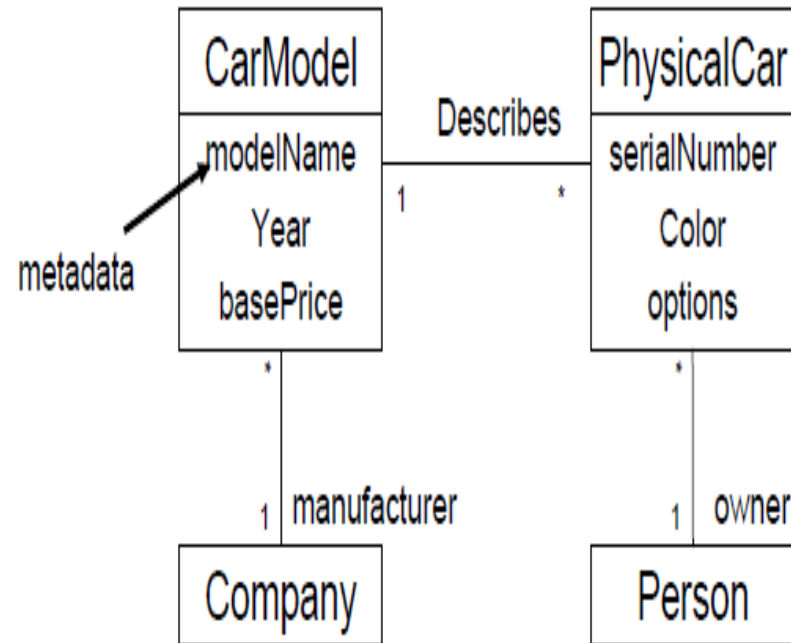 CarModel
PhysicalCar
Describes
modelName
serialNumber
1
*
Year
Color
metadata
basePrice
options
*
*
1
manufacturer
1
owner
Company
Person